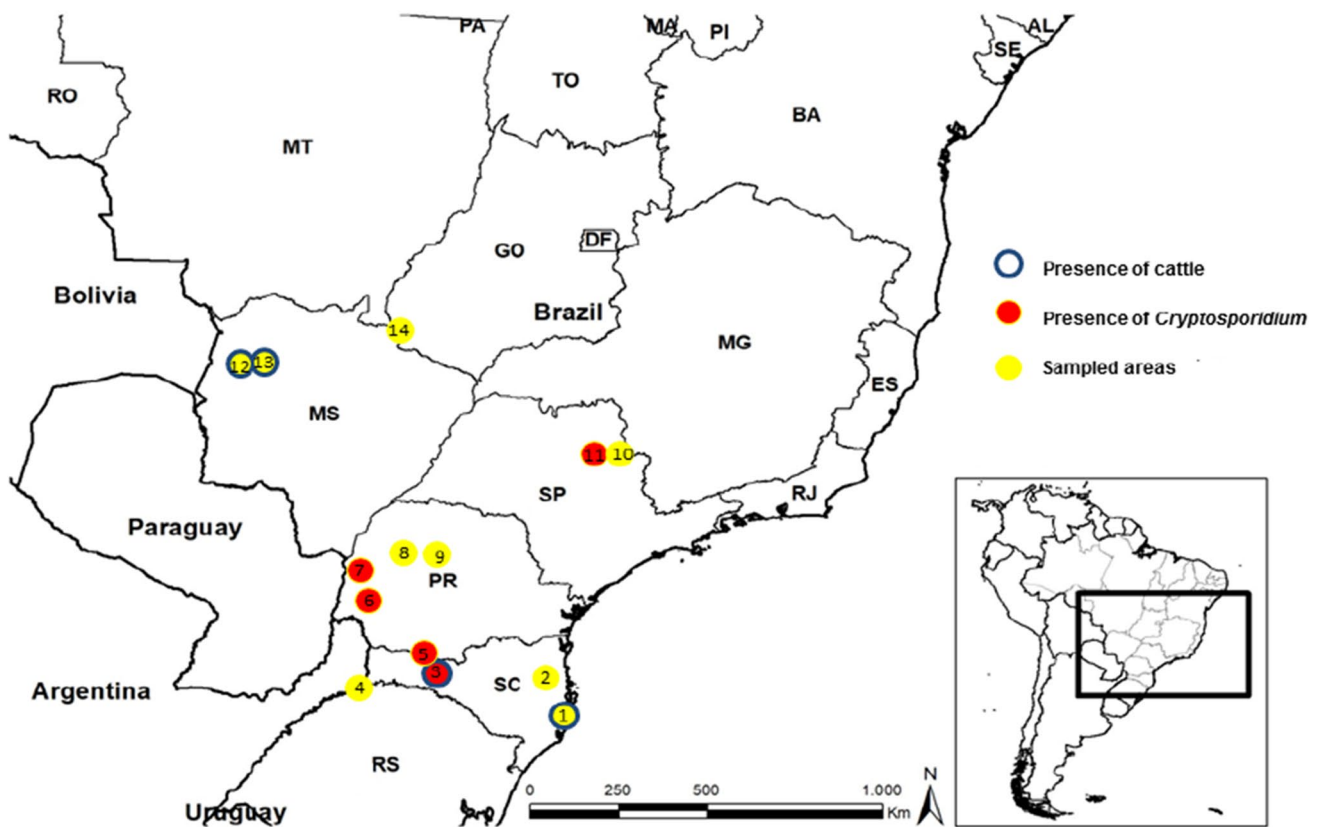 PA
MA
PI
AL
SE
RO
TO
BA
MT
GO
DF
Bolivia
Brazil
Presence of cattle
Presence of Cryptosporidium
Sampled areas
14
12
13
MG
ES
MS
11
10
SP
RJ
Paraguay
8
9
7
PR
6
5
3
Argentina
4
SC
2
1
RS
Uruguay
0
250
500
1.000
Km
N